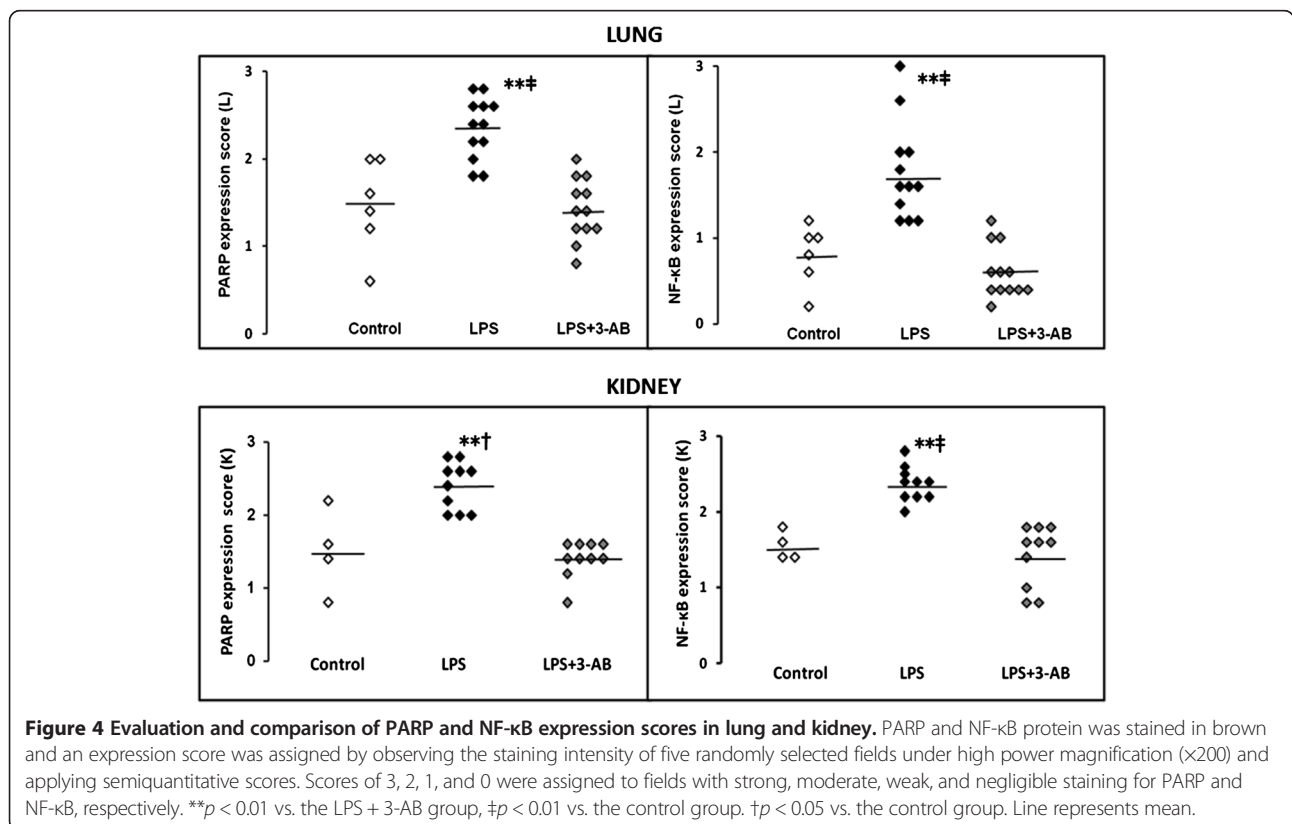 LUNG
PARP expression score (L)
3
2
1
0
**‡
Control LPS LPS+3-AB
NF-κB expression score (L)
3
2
1
0
**‡
Control LPS LPS+3-AB
KIDNEY
PARP expression score (K)
3
2
1
0
**†
Control LPS LPS+3-AB
NF-κB expression score (K)
3
2
1
0
**‡
Control LPS LPS+3-AB
Figure 4 Evaluation and comparison of PARP and NF-κB expression scores in lung and kidney. PARP and NF-κB protein was stained in brown
and an expression score was assigned by observing the staining intensity of five randomly selected fields under high power magnification (×200) and
applying semiquantitative scores. Scores of 3, 2, 1, and 0 were assigned to fields with strong, moderate, weak, and negligible staining for PARP and
NF-κB, respectively. **p < 0.01 vs. the LPS + 3-AB group, ‡p < 0.01 vs. the control group. †p < 0.05 vs. the control group. Line represents mean.